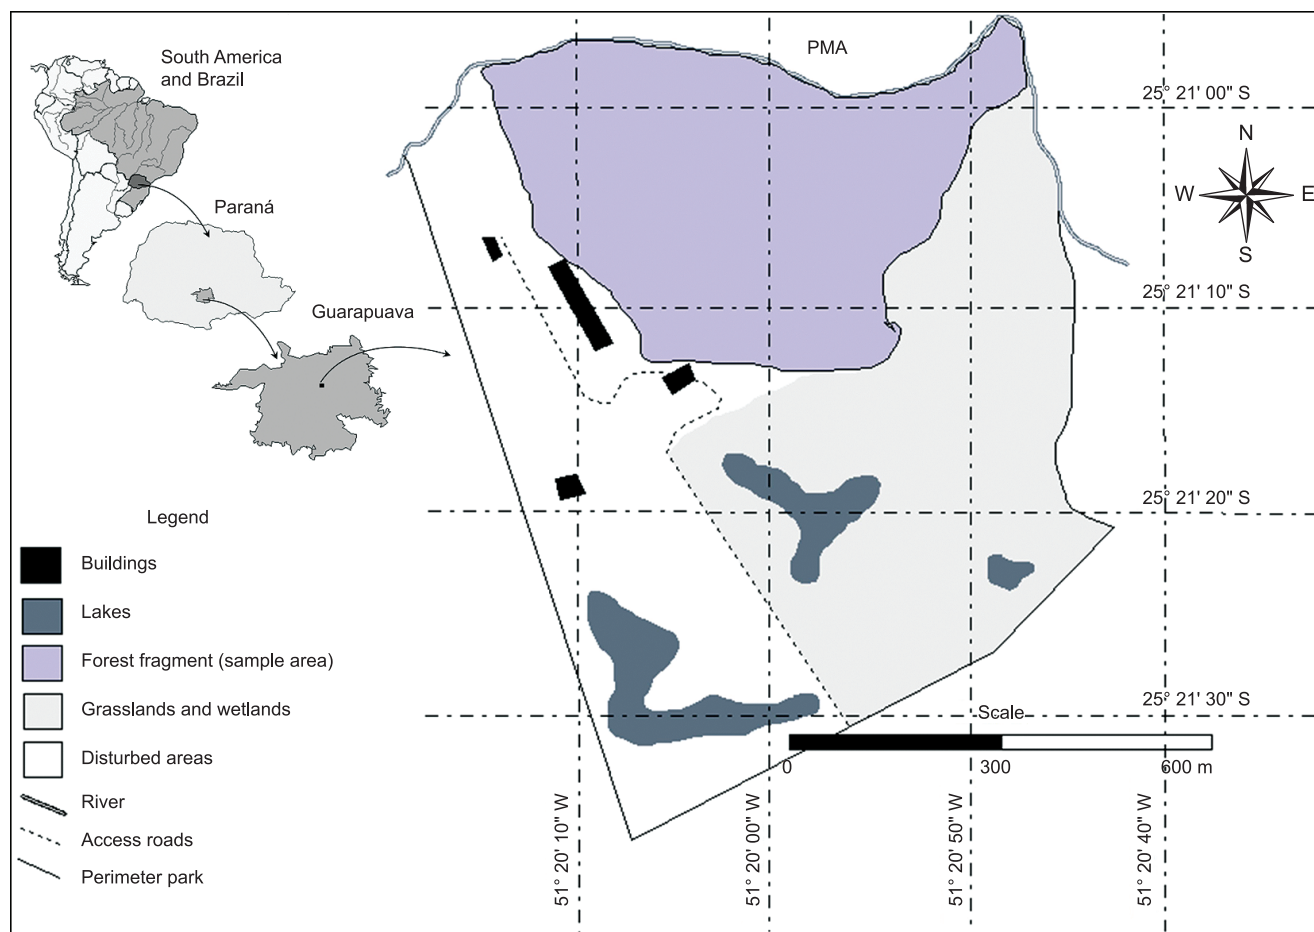 South America
and Brazil
PMA
25° 21' 00" S
N
W
E
S
Paraná
25° 21' 10" S
Guarapuava
25° 21' 20" S
Legend
Buildings
Lakes
Forest fragment (sample area)
Grasslands and wetlands
Disturbed areas
River
Access roads
Perimeter park
25° 21' 30" S
Scale
0
300
600 m
51° 20' 10" W
51° 20' 00" W
51° 20' 50" W
51° 20' 40" W